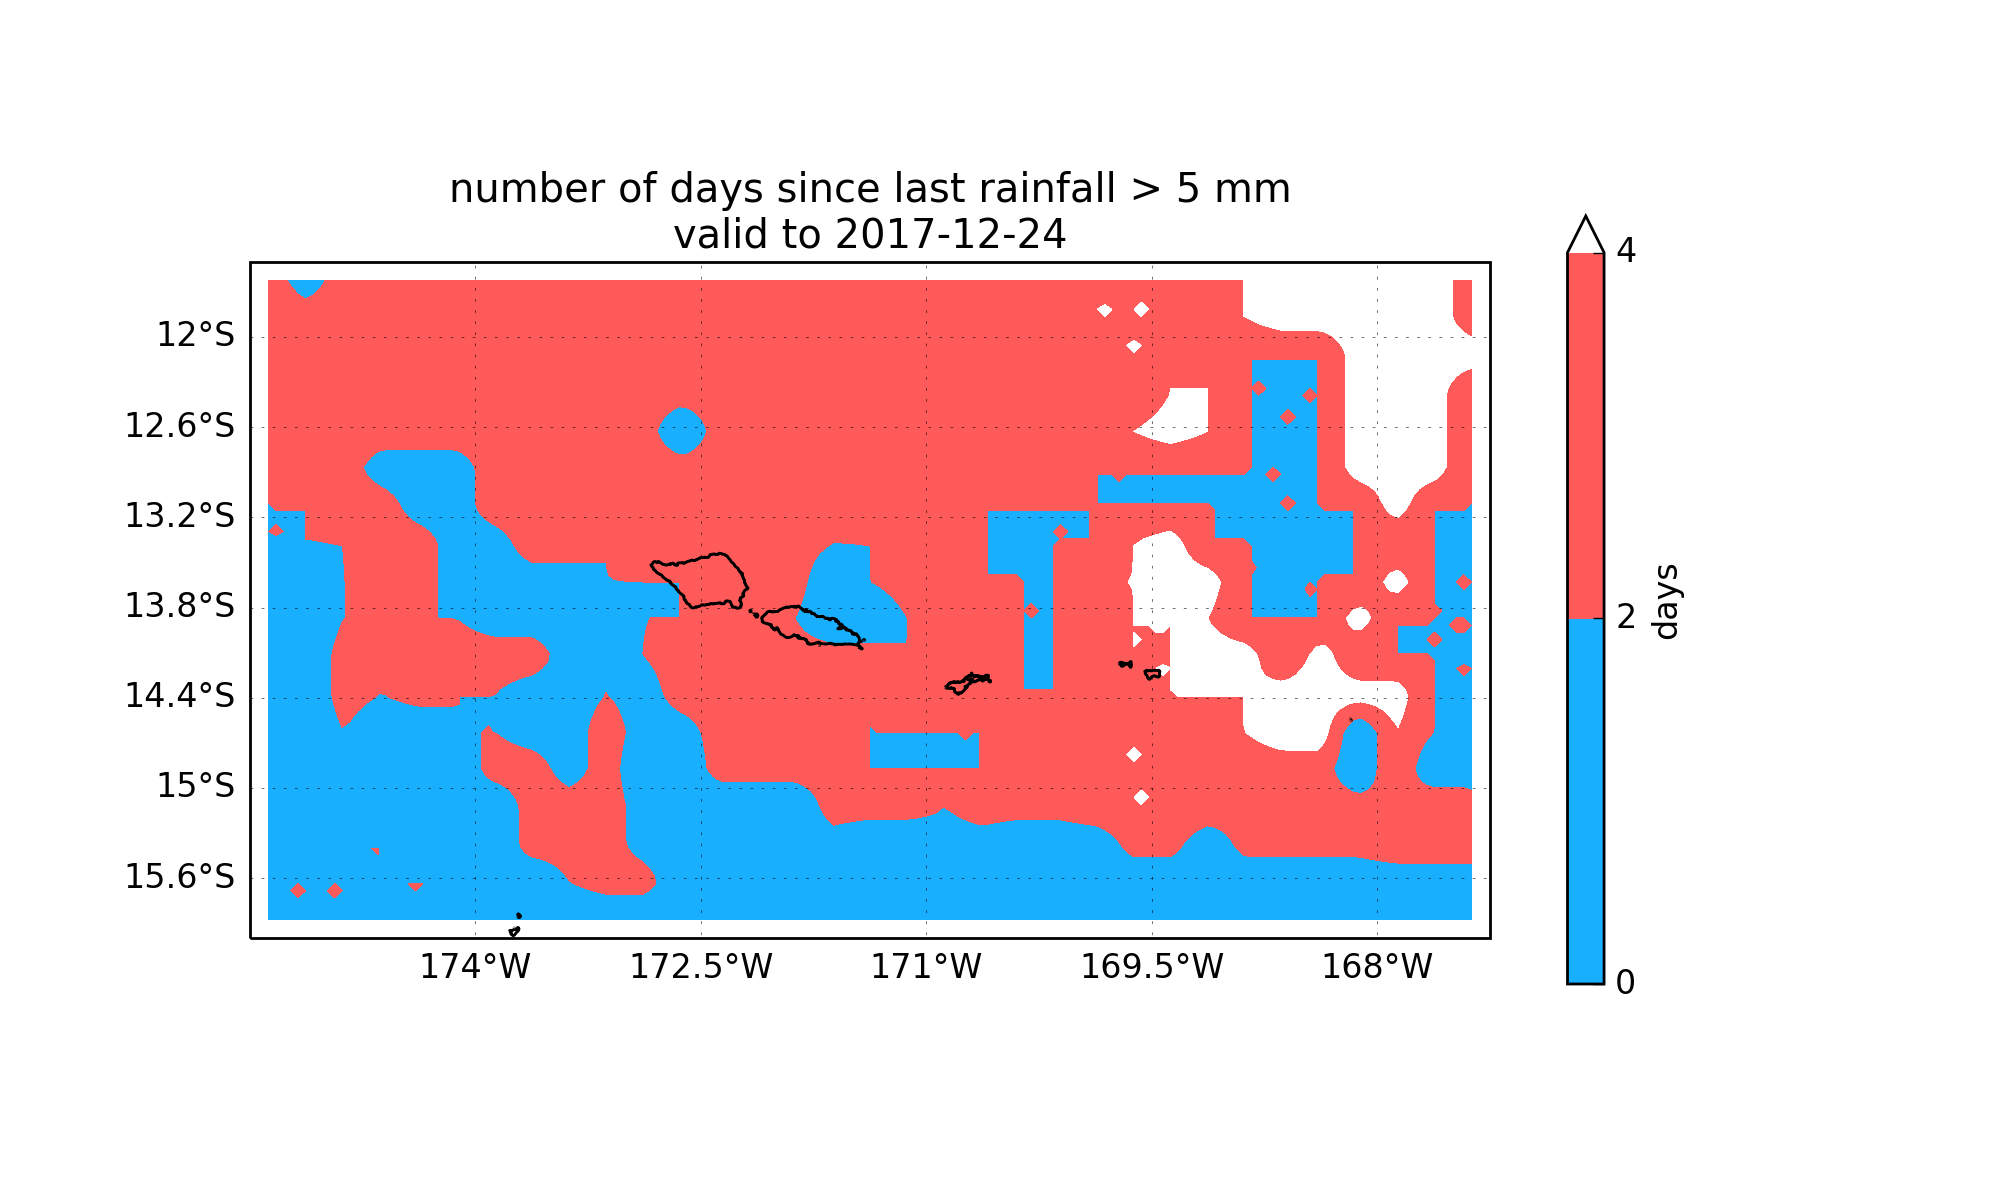 number of days since last rainfall > 5 mm
valid to 2017-12-24
12°S
12.6°S
13.2°S
13.8°S
14.4°S
15°S
15.6°S
174°W
172.5°W
171°W
169.5°W
168°W
4
2
0
days